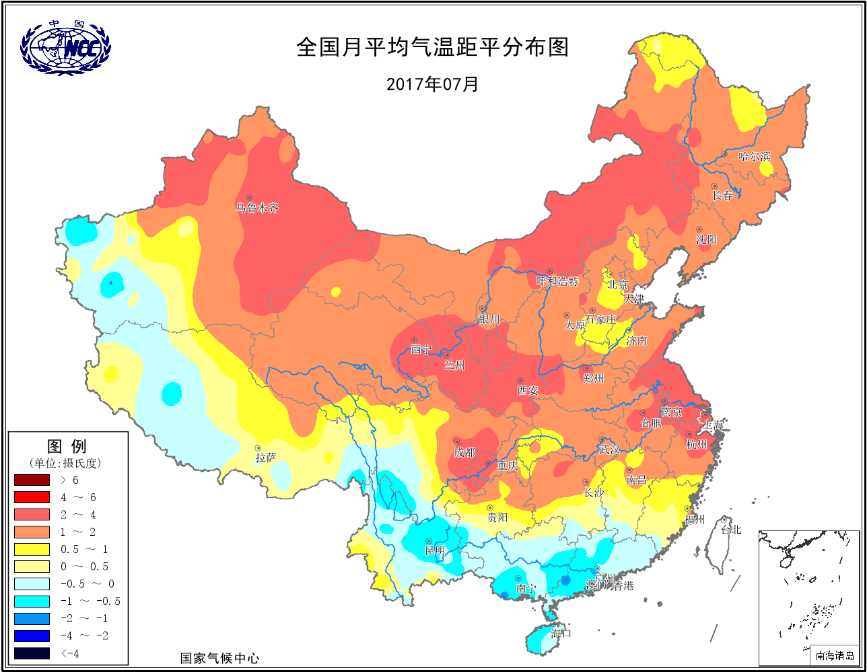 中国
NCC
全国月平均气温距平分布图
2017年07月
哈尔滨
长春
沈阳
乌鲁木齐
呼和浩特
北京
天津
银川
太原
石家庄
济南
西宁
兰州
西安
郑州
南京
合肥
上海
杭州
成都
重庆
武汉
拉萨
南昌
长沙
贵阳
福州
台北
昆明
南宁
广州
澳门
香港
海口
图 例
(单位:摄氏度)
> 6
4 ~ 6
2 ~ 4
1 ~ 2
0.5 ~ 1
0 ~ 0.5
-0.5 ~ 0
-1 ~ -0.5
-2 ~ -1
-4 ~ -2
<-4
南海诸岛
国家气候中心